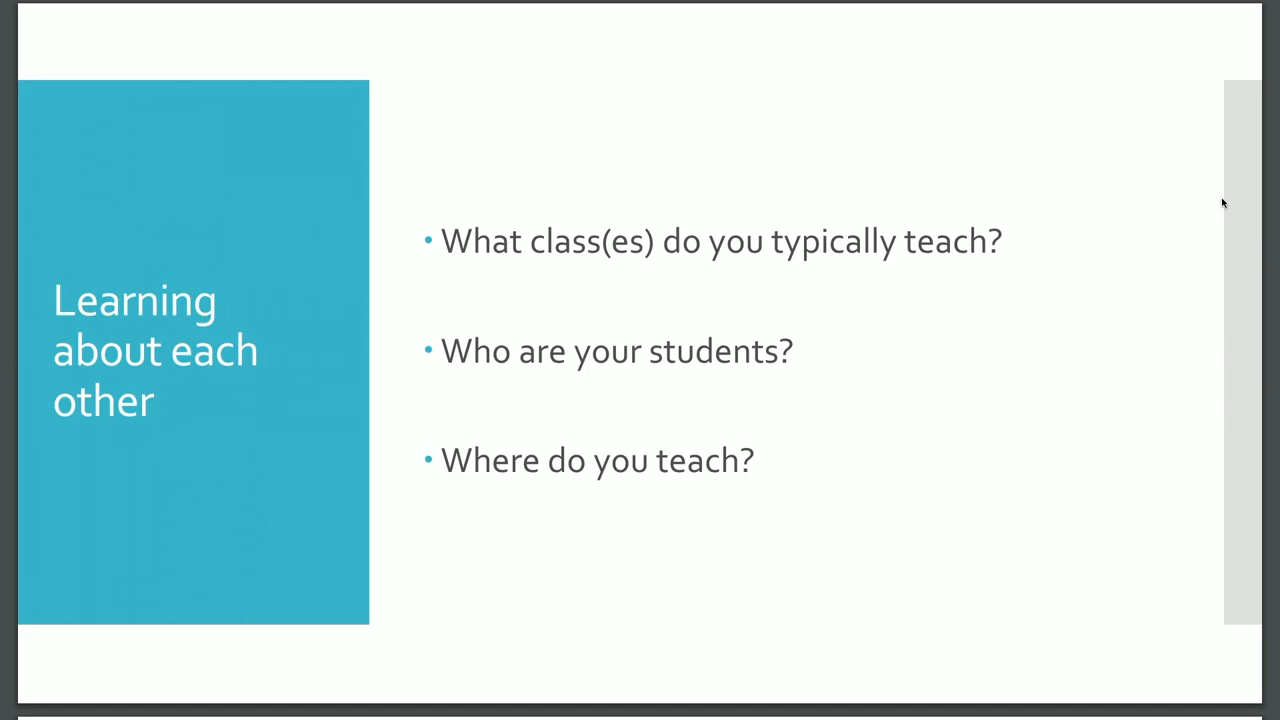 Learning
about each
other
• What class(es) do you typically teach?
• Who are your students?
• Where do you teach?